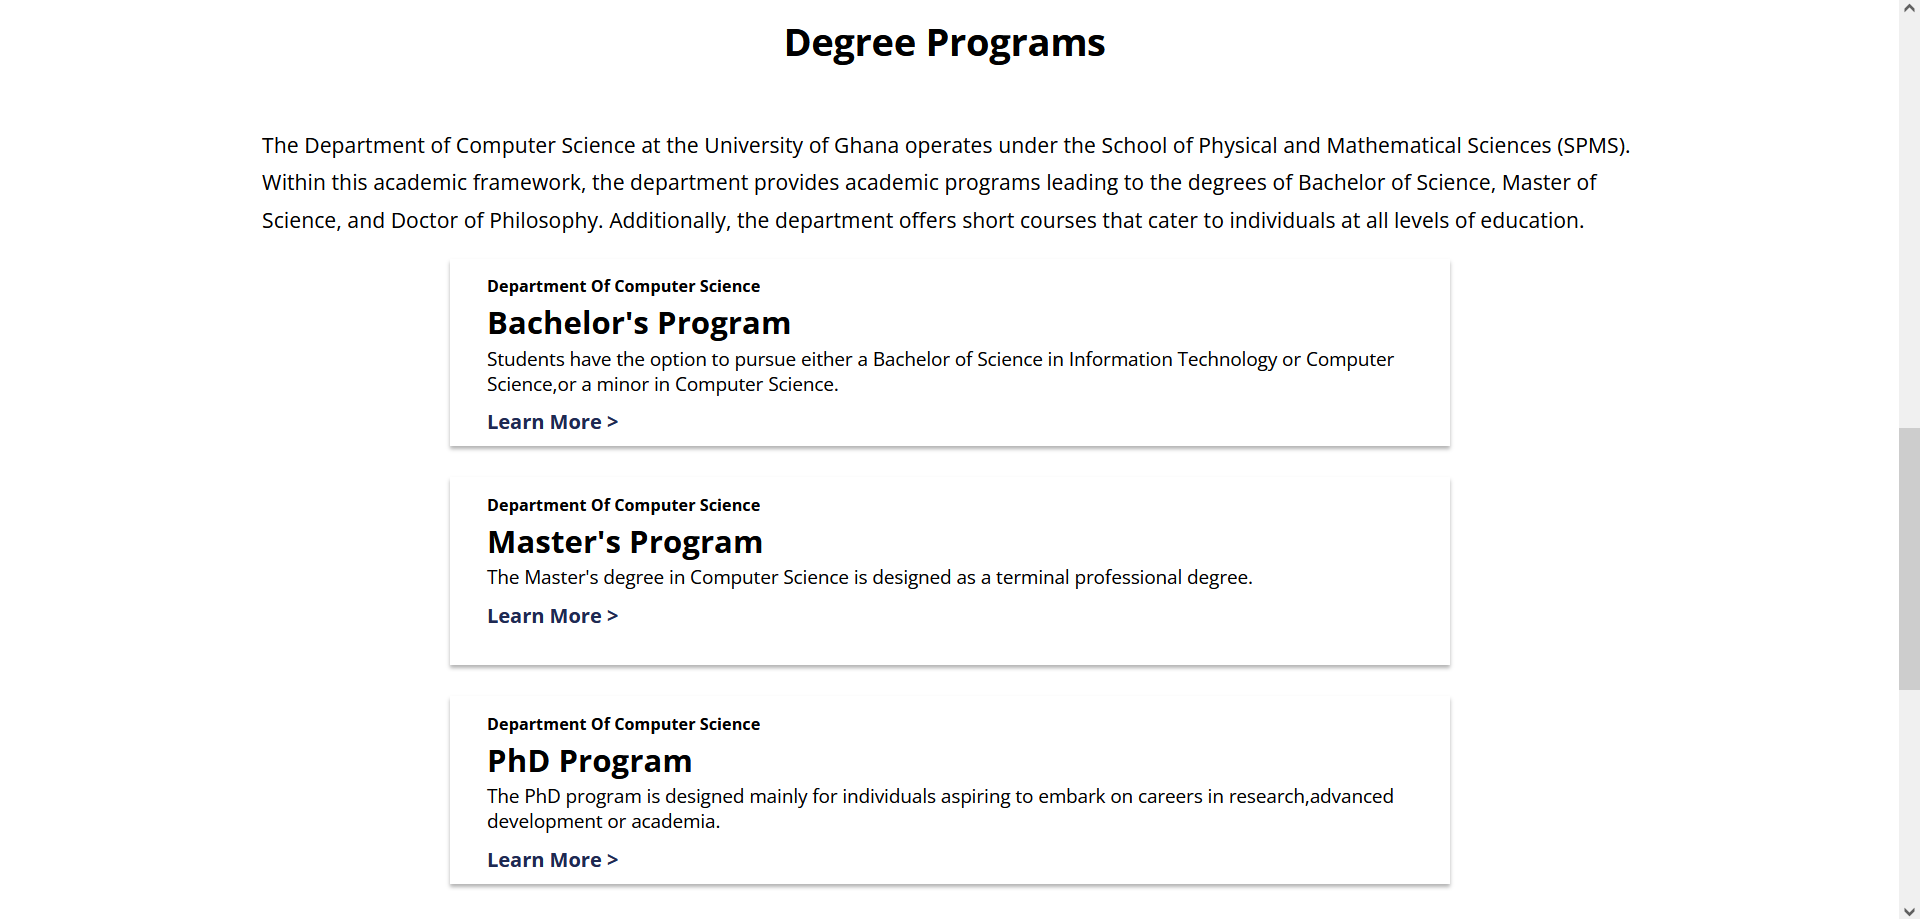 Degree Programs
The Department of Computer Science at the University of Ghana operates under the School of Physical and Mathematical Sciences (SPMS).
Within this academic framework, the department provides academic programs leading to the degrees of Bachelor of Science, Master of
Science, and Doctor of Philosophy. Additionally, the department offers short courses that cater to individuals at all levels of education.
Department Of Computer Science
Bachelor's Program
Students have the option to pursue either a Bachelor of Science in Information Technology or Computer
Science,or a minor in Computer Science.
Learn More >
Department Of Computer Science
Master's Program
The Master's degree in Computer Science is designed as a terminal professional degree.
Learn More >
Department Of Computer Science
PhD Program
The PhD program is designed mainly for individuals aspiring to embark on careers in research,advanced
development or academia.
Learn More >